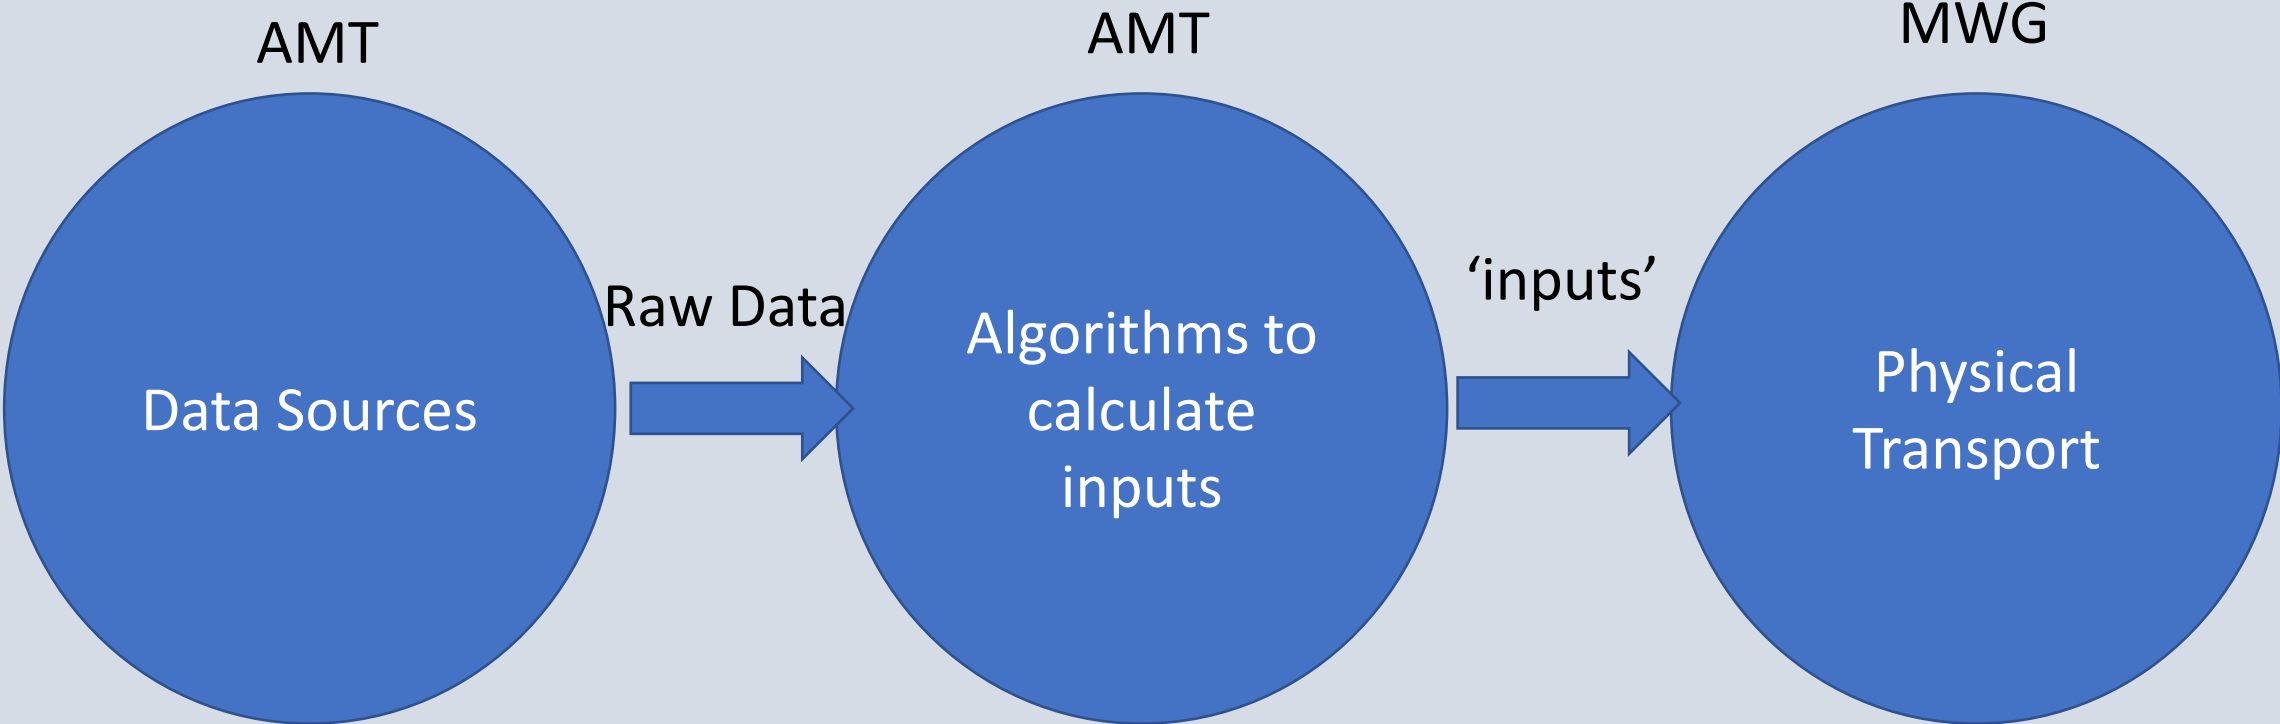 AMT
AMT
MWG
Data Sources
Raw Data
Algorithms to
calculate
inputs
‘inputs’
Physical
Transport